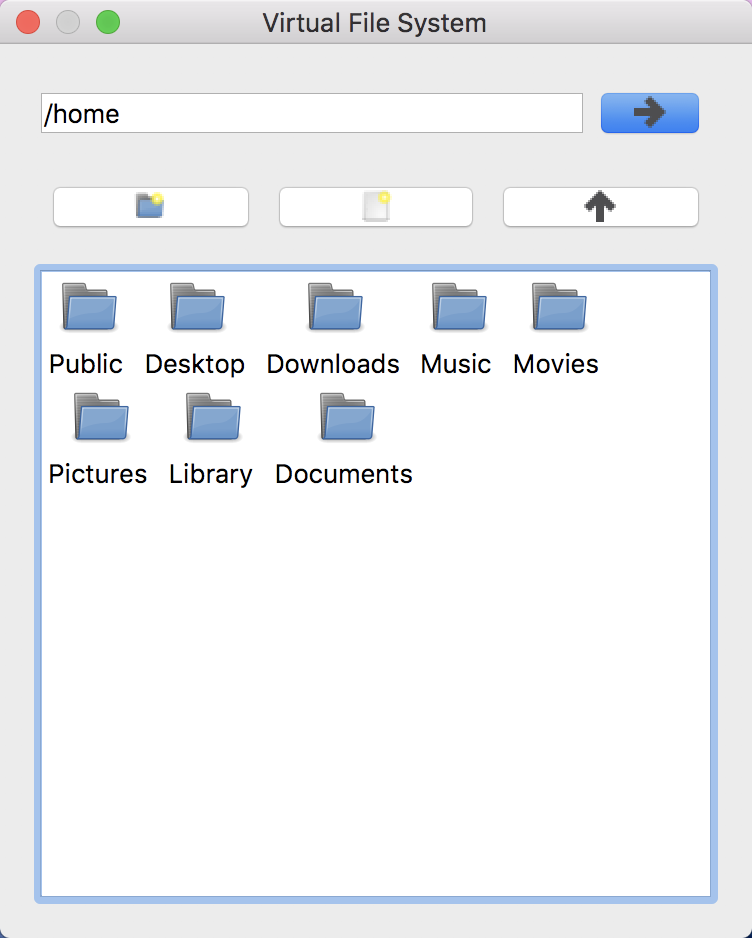 Virtual File System
/home
Public Desktop Downloads Music Movies
Pictures Library Documents